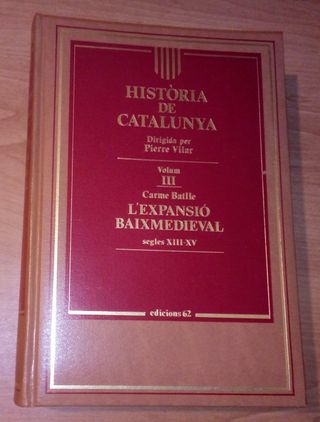 HISTÒRIA
DE
CATALUNYA
Dirigida per
Pierre Vilar
Volum
III
Carme Batlle
L'EXPANSIÓ
BAIXMEDIEVAL
segles XIII-XV
edicions 62